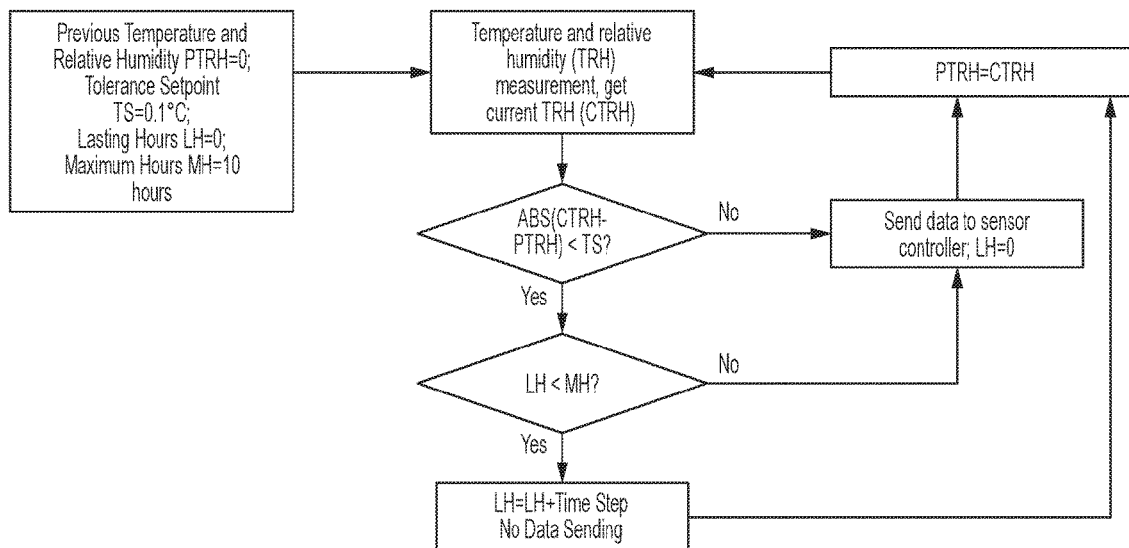 Previous Temperature and
Relative Humidity PTRH=0;
Tolerance Setpoint
TS=0.1°C;
Lasting Hours LH=0;
Maximum Hours MH=10
hours
Temperature and relative
humidity (TRH)
measurement, get
current TRH (CTRH)
PTRH=CTRH
ABS(CTRH-
PTRH) < TS?
No
Send data to sensor
controller; LH=0
Yes
LH < MH?
No
Yes
LH=LH+Time Step
No Data Sending